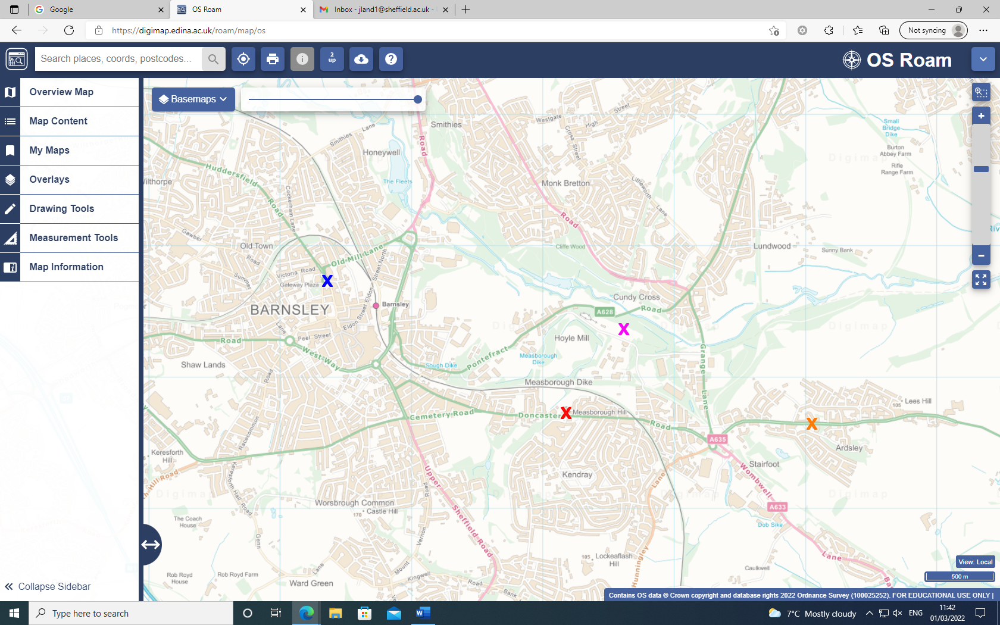 Google
OS Roam
Inbox - jland1@sheffield.ac.uk -
https://digimap.edina.ac.uk/roam/map/os
Not syncing
Search places, coords, postcodes...
2
up
OS Roam
Overview Map
Map Content
My Maps
Overlays
Drawing Tools
Measurement Tools
Map Information
Collapse Sidebar
Basemaps
Smithies
Smithies
Lane
Honeywell
The Fleets
Road
Westgate
High
Street
Cross Street
Small
Bridge
Dike
Burton
Abbey Farm
Rifle
Range Farm
Digimap
Wilthorpe
Huddersfield
Road
Cockerham Lane
Monk Bretton
Littleworth
Lane
Road
Gawber
Road
Old Town
Summer
Victoria Road
Gateway Plaza
X
Old Mill Lane
Street North
Cliffe Wood
Lundwood
Sunny Bank
Riv
BARNSLEY
Eldon Street
Eldon
Barnsley
Cundy Cross
A628
Road
X
Hoyle Mill
Digimap
Lane
Peel Street
Road
West Way
Shaw Lands
Road
Measborough
Dike
Sough Dike
Pontefract
Measborough Dike
Grange Lane
Cemetery Road
Doncaster
X
Measborough Hill
Road
A635
X
105
Lees Hill
Ardsley
Stairfoot
Racecommon
Keresforth
Hill
Hill Road
Keresforth Hall Road
Upper
Sheffield Road
Kendray
Lane
Wombwell
Lane
A633
Dob Sike
Digimap
Digimap
Worsbrough Common
170
Castle Hill
The Coach
House
Genn
Lane
Vernon
Road
Mount
105
Lockeaflash
Hill
Hunningley
Caulkwell
Rob Royd
House
Rob Royd Farm
Ward Green
Kingwell
Road
Bank
View: Local
500 m
Contains OS data © Crown copyright and database rights 2022 Ordnance Survey (100025252). FOR EDUCATIONAL USE ONLY |
Type here to search
7°C Mostly cloudy
ENG
11:42
01/03/2022